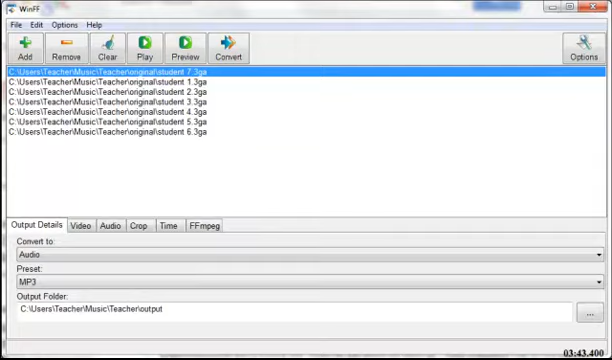 WinFF
File Edit Options Help
Add Remove Clear Play Preview Convert Options
C:\Users\Teacher\Music\Teacher\original\student 7.3ga
C:\Users\Teacher\Music\Teacher\original\student 1.3ga
C:\Users\Teacher\Music\Teacher\original\student 2.3ga
C:\Users\Teacher\Music\Teacher\original\student 3.3ga
C:\Users\Teacher\Music\Teacher\original\student 4.3ga
C:\Users\Teacher\Music\Teacher\original\student 5.3ga
C:\Users\Teacher\Music\Teacher\original\student 6.3ga
Output Details Video Audio Crop Time FFmpeg
Convert to:
Audio
Preset:
MP3
Output Folder:
C:\Users\Teacher\Music\Teacher\output ...
03:43.400